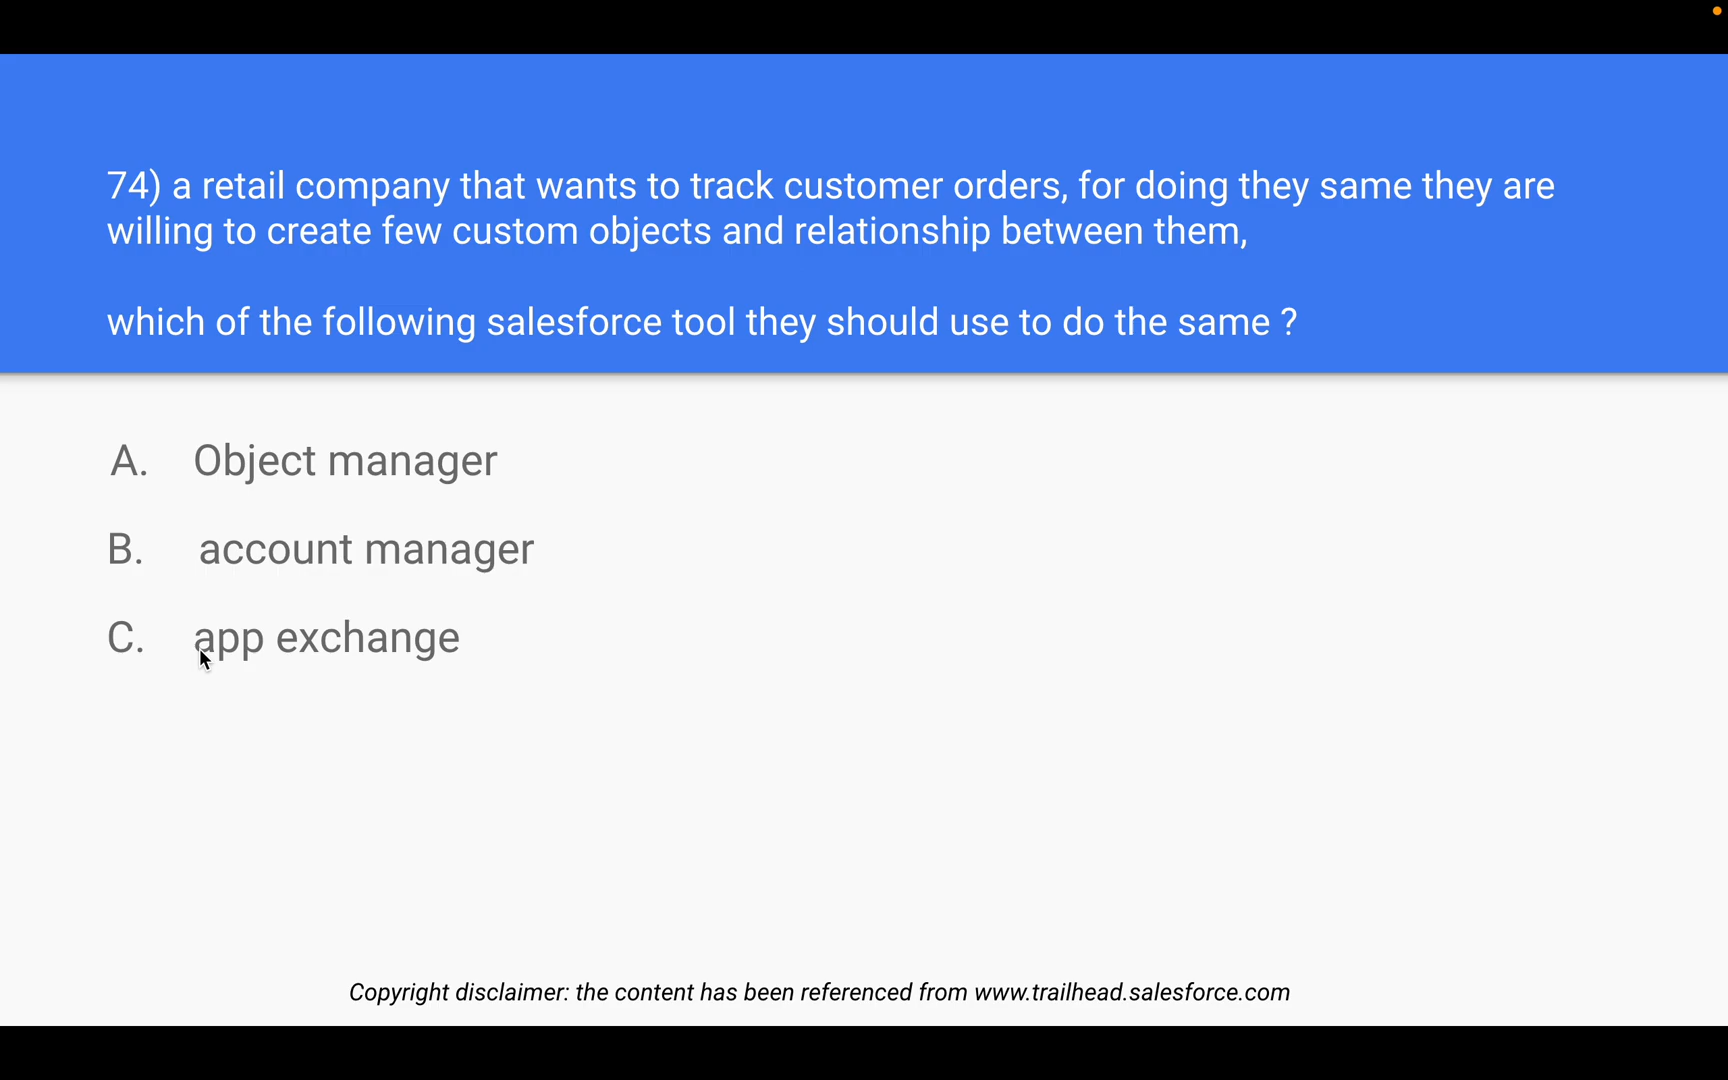 74) a retail company that wants to track customer orders, for doing they same they are
willing to create few custom objects and relationship between them,
which of the following salesforce tool they should use to do the same ?
A. Object manager
B. account manager
C. app exchange
Copyright disclaimer: the content has been referenced from www.trailhead.salesforce.com